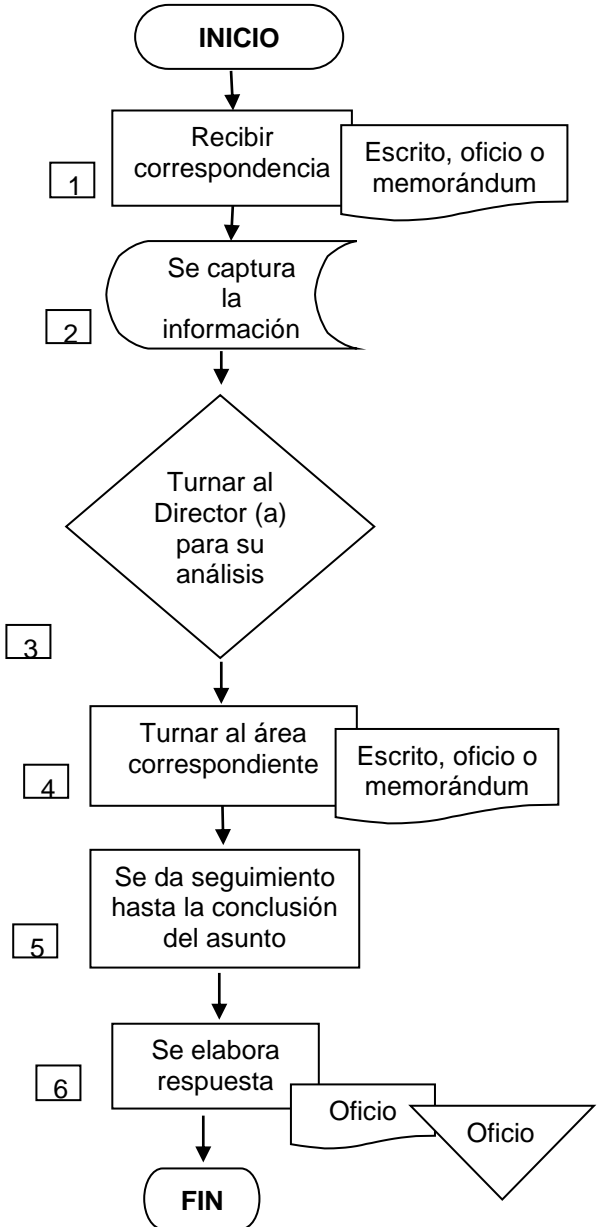 INICIO
Recibir
correspondencia
Escrito, oficio o
memorándum
1
Se captura
la
información
2
Turnar al
Director (a)
para su
análisis
3
Turnar al área
correspondiente
Escrito, oficio o
memorándum
4
Se da seguimiento
hasta la conclusión
del asunto
5
Se elabora
respuesta
6
Oficio
Oficio
FIN